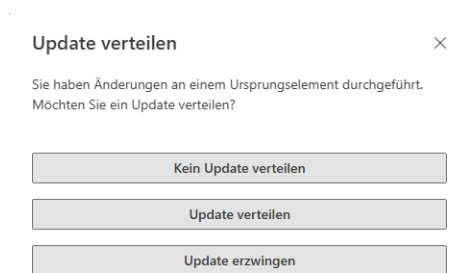 Update verteilen
Sie haben Änderungen an einem Ursprungselement durchgeführt.
Möchten Sie ein Update verteilen?
Kein Update verteilen
Update verteilen
Update erzwingen